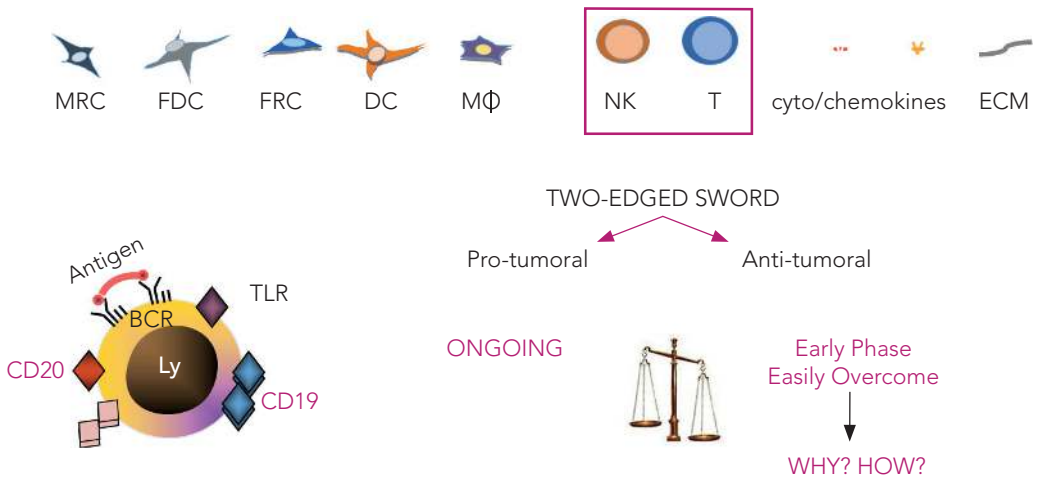 MRC FDC FRC DC MΦ NK T cyto/chemokines ECM
TWO-EDGED SWORD
Pro-tumoral Anti-tumoral
Antigen
TLR
BCR
Ly
CD20
CD19
ONGOING
Early Phase
Easily Overcome
WHY? HOW?